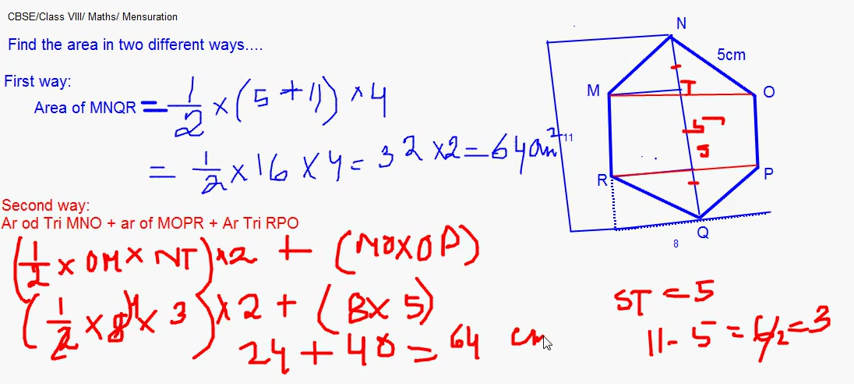 CBSE/Class VIII/ Maths/ Mensuration
Find the area in two different ways....
First way:
Area of MNQR = 1/2 × (5 + 11) × 4
= 1/2 × 16 × 4 = 32 × 2 = 64 cm²
Second way:
Ar od Tri MNO + ar of MOPR + Ar Tri RPO
(1/2 × OM × NT) × 2 + (MO × OP)
(1/2 × 8 4 × 3) × 2 + (8 × 5)
24 + 40 = 64 cm
N
5cm
M
T
O
11
5
S
R
P
Q
8
ST = 5
11 - 5 = 6/2 = 3